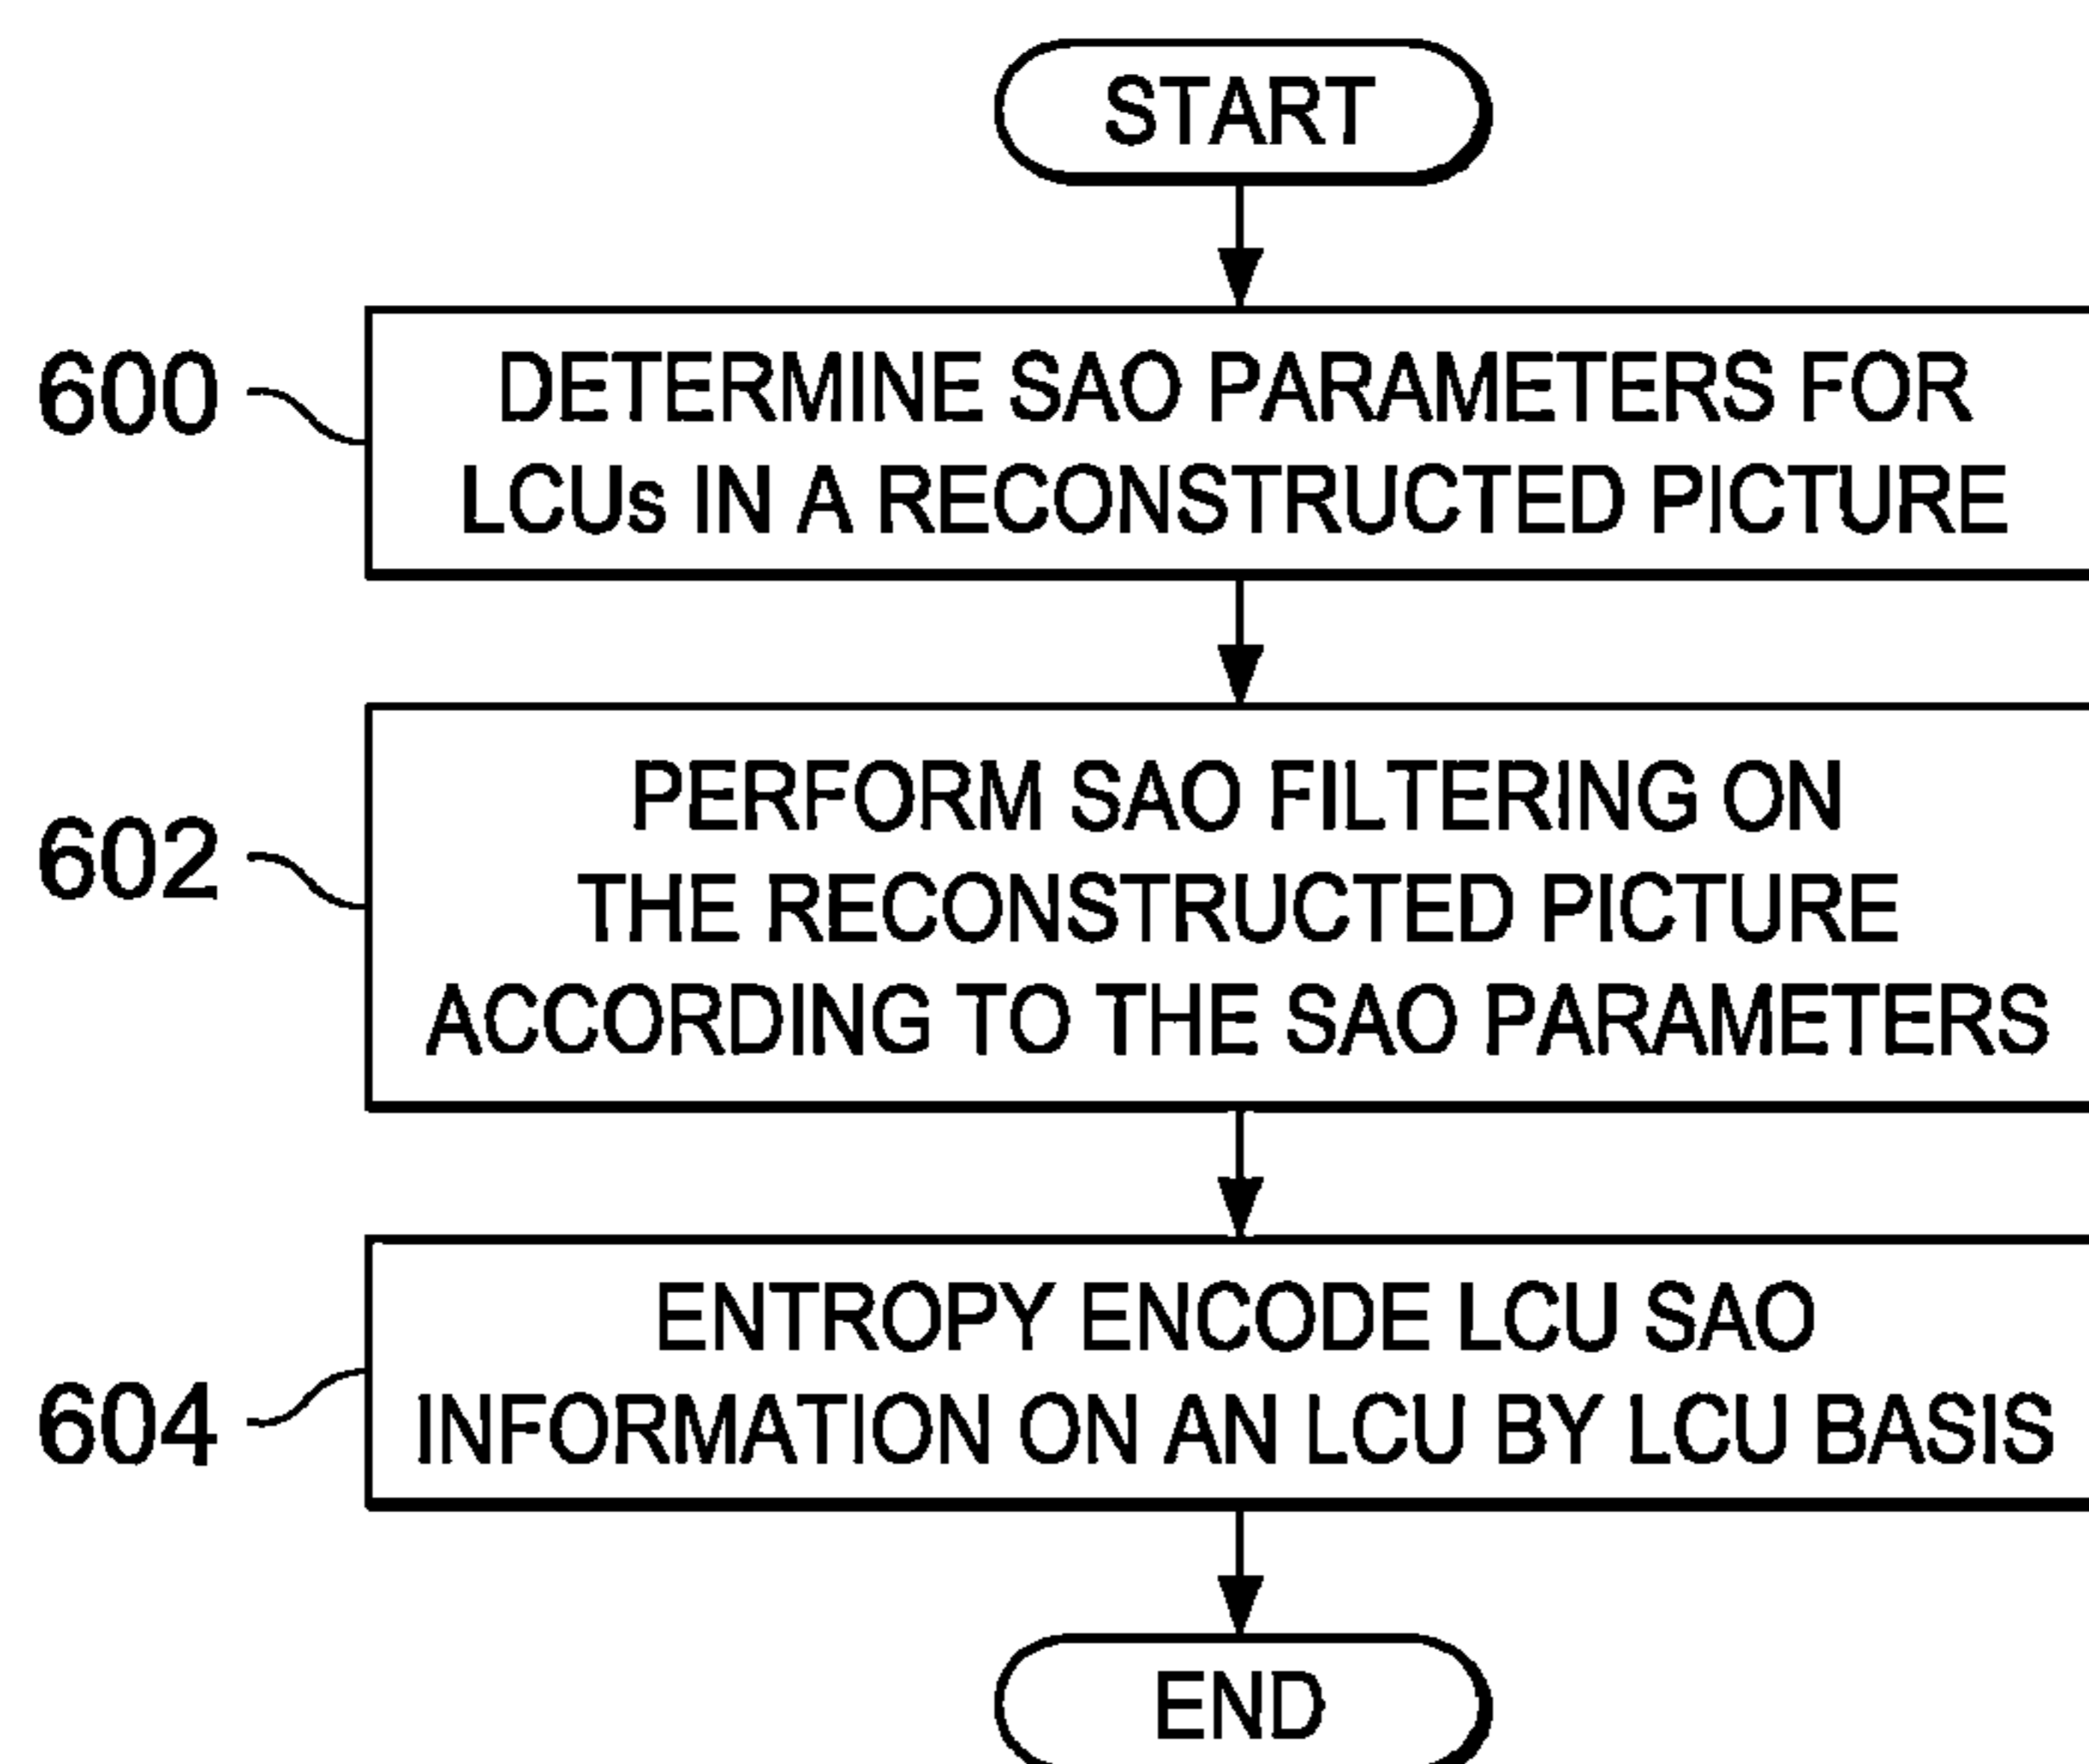 START
600
DETERMINE SAO PARAMETERS FOR
LCUs IN A RECONSTRUCTED PICTURE
602
PERFORM SAO FILTERING ON
THE RECONSTRUCTED PICTURE
ACCORDING TO THE SAO PARAMETERS
604
ENTROPY ENCODE LCU SAO
INFORMATION ON AN LCU BY LCU BASIS
END